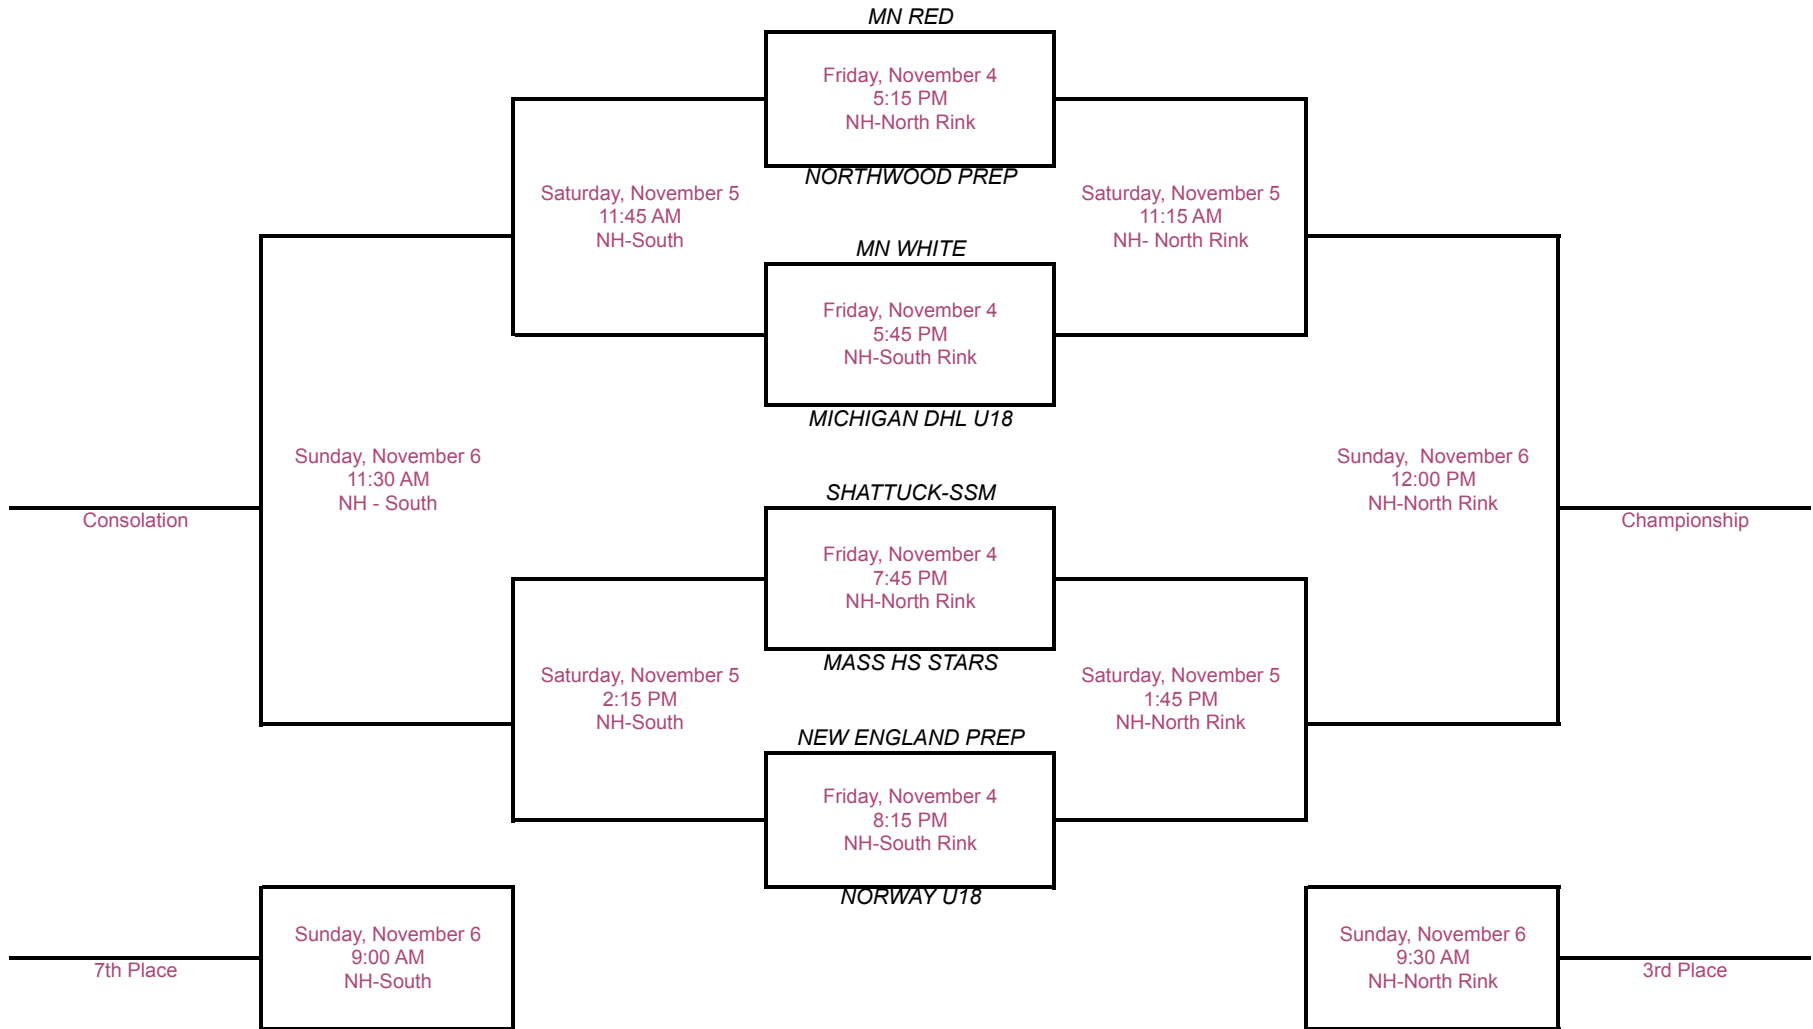 MN RED
Friday, November 4
5:15 PM
NH-North Rink
NORTHWOOD PREP
Saturday, November 5
11:45 AM
NH-South
Saturday, November 5
11:15 AM
NH- North Rink
MN WHITE
Friday, November 4
5:45 PM
NH-South Rink
MICHIGAN DHL U18
Sunday, November 6
11:30 AM
NH - South
Consolation
Sunday,  November 6
12:00 PM
NH-North Rink
Championship
SHATTUCK-SSM
Friday, November 4
7:45 PM
NH-North Rink
MASS HS STARS
Saturday, November 5
2:15 PM
NH-South
Saturday, November 5
1:45 PM
NH-North Rink
NEW ENGLAND PREP
Friday, November 4
8:15 PM
NH-South Rink
NORWAY U18
Sunday, November 6
9:00 AM
NH-South
7th Place
Sunday, November 6
9:30 AM
NH-North Rink
3rd Place